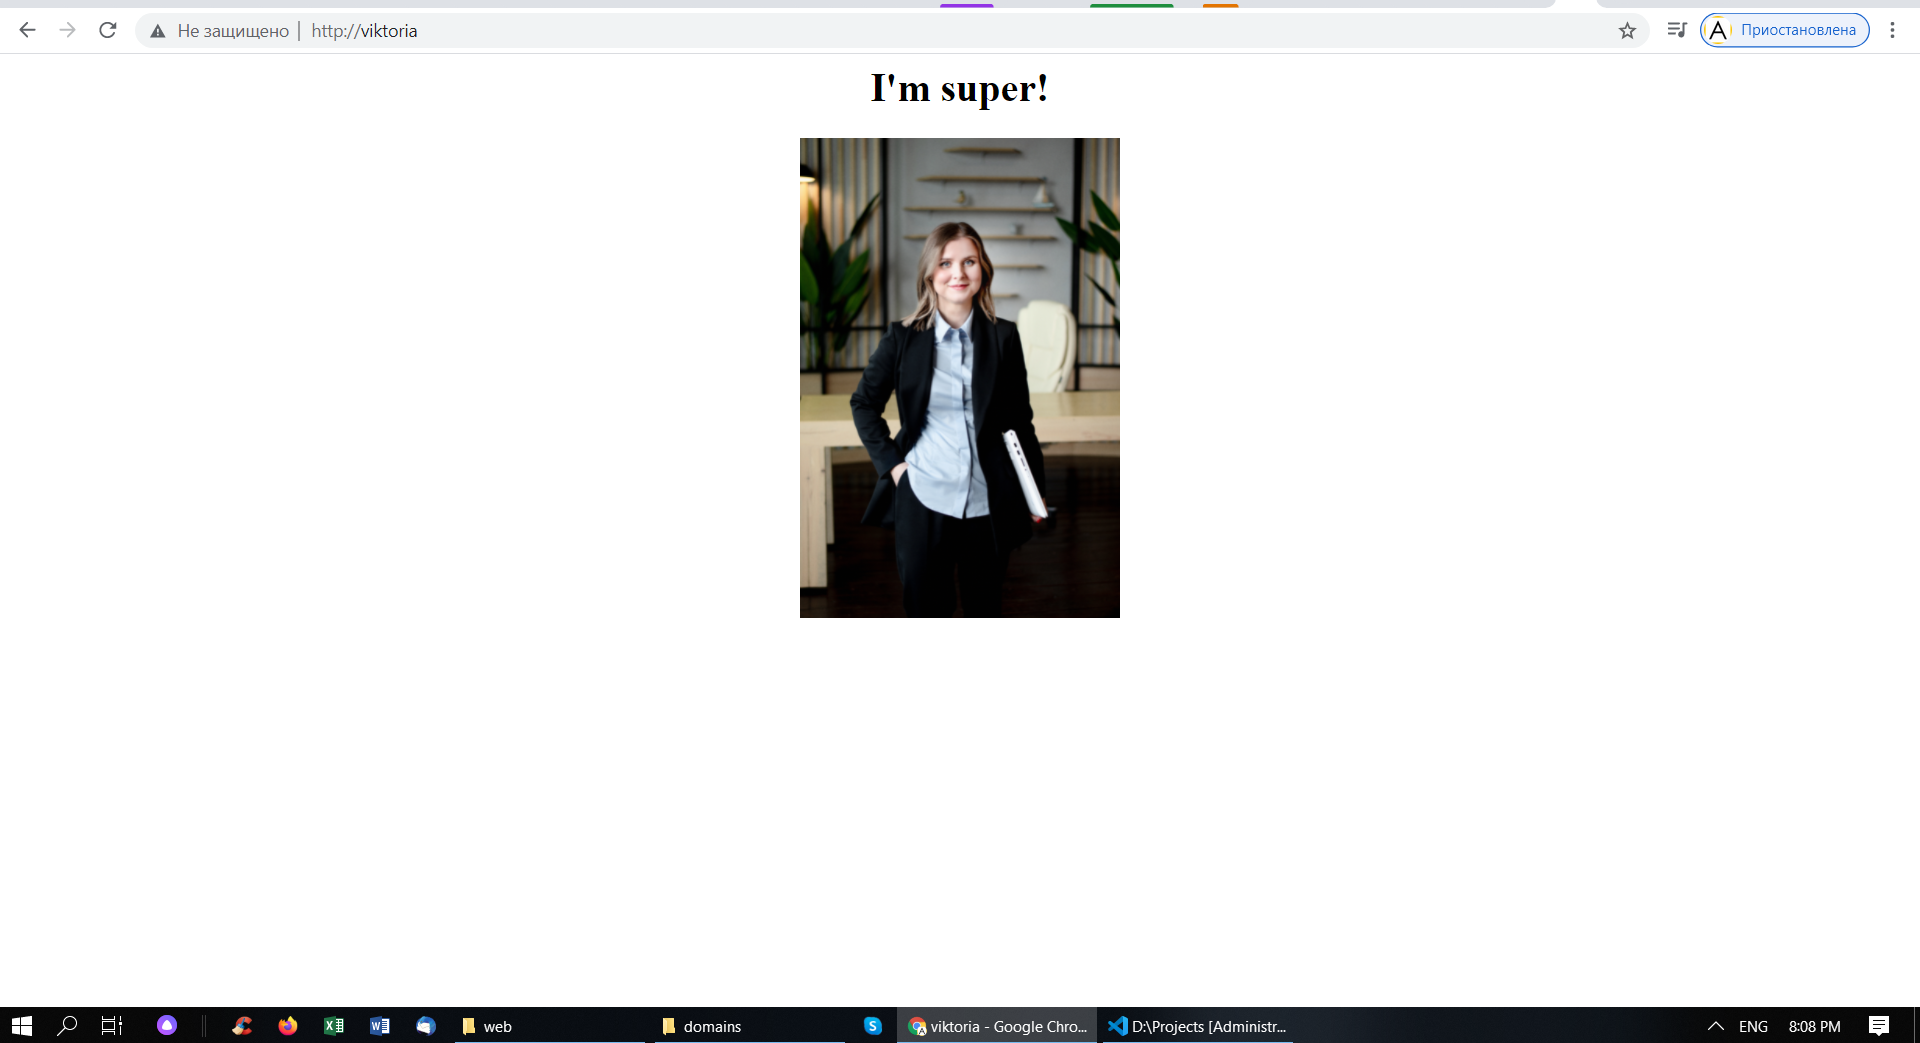 Не защищено | http://viktoria
Приостановлена
I'm super!
web
domains
viktoria - Google Chro...
D:\Projects [Administr...
ENG
8:08 PM